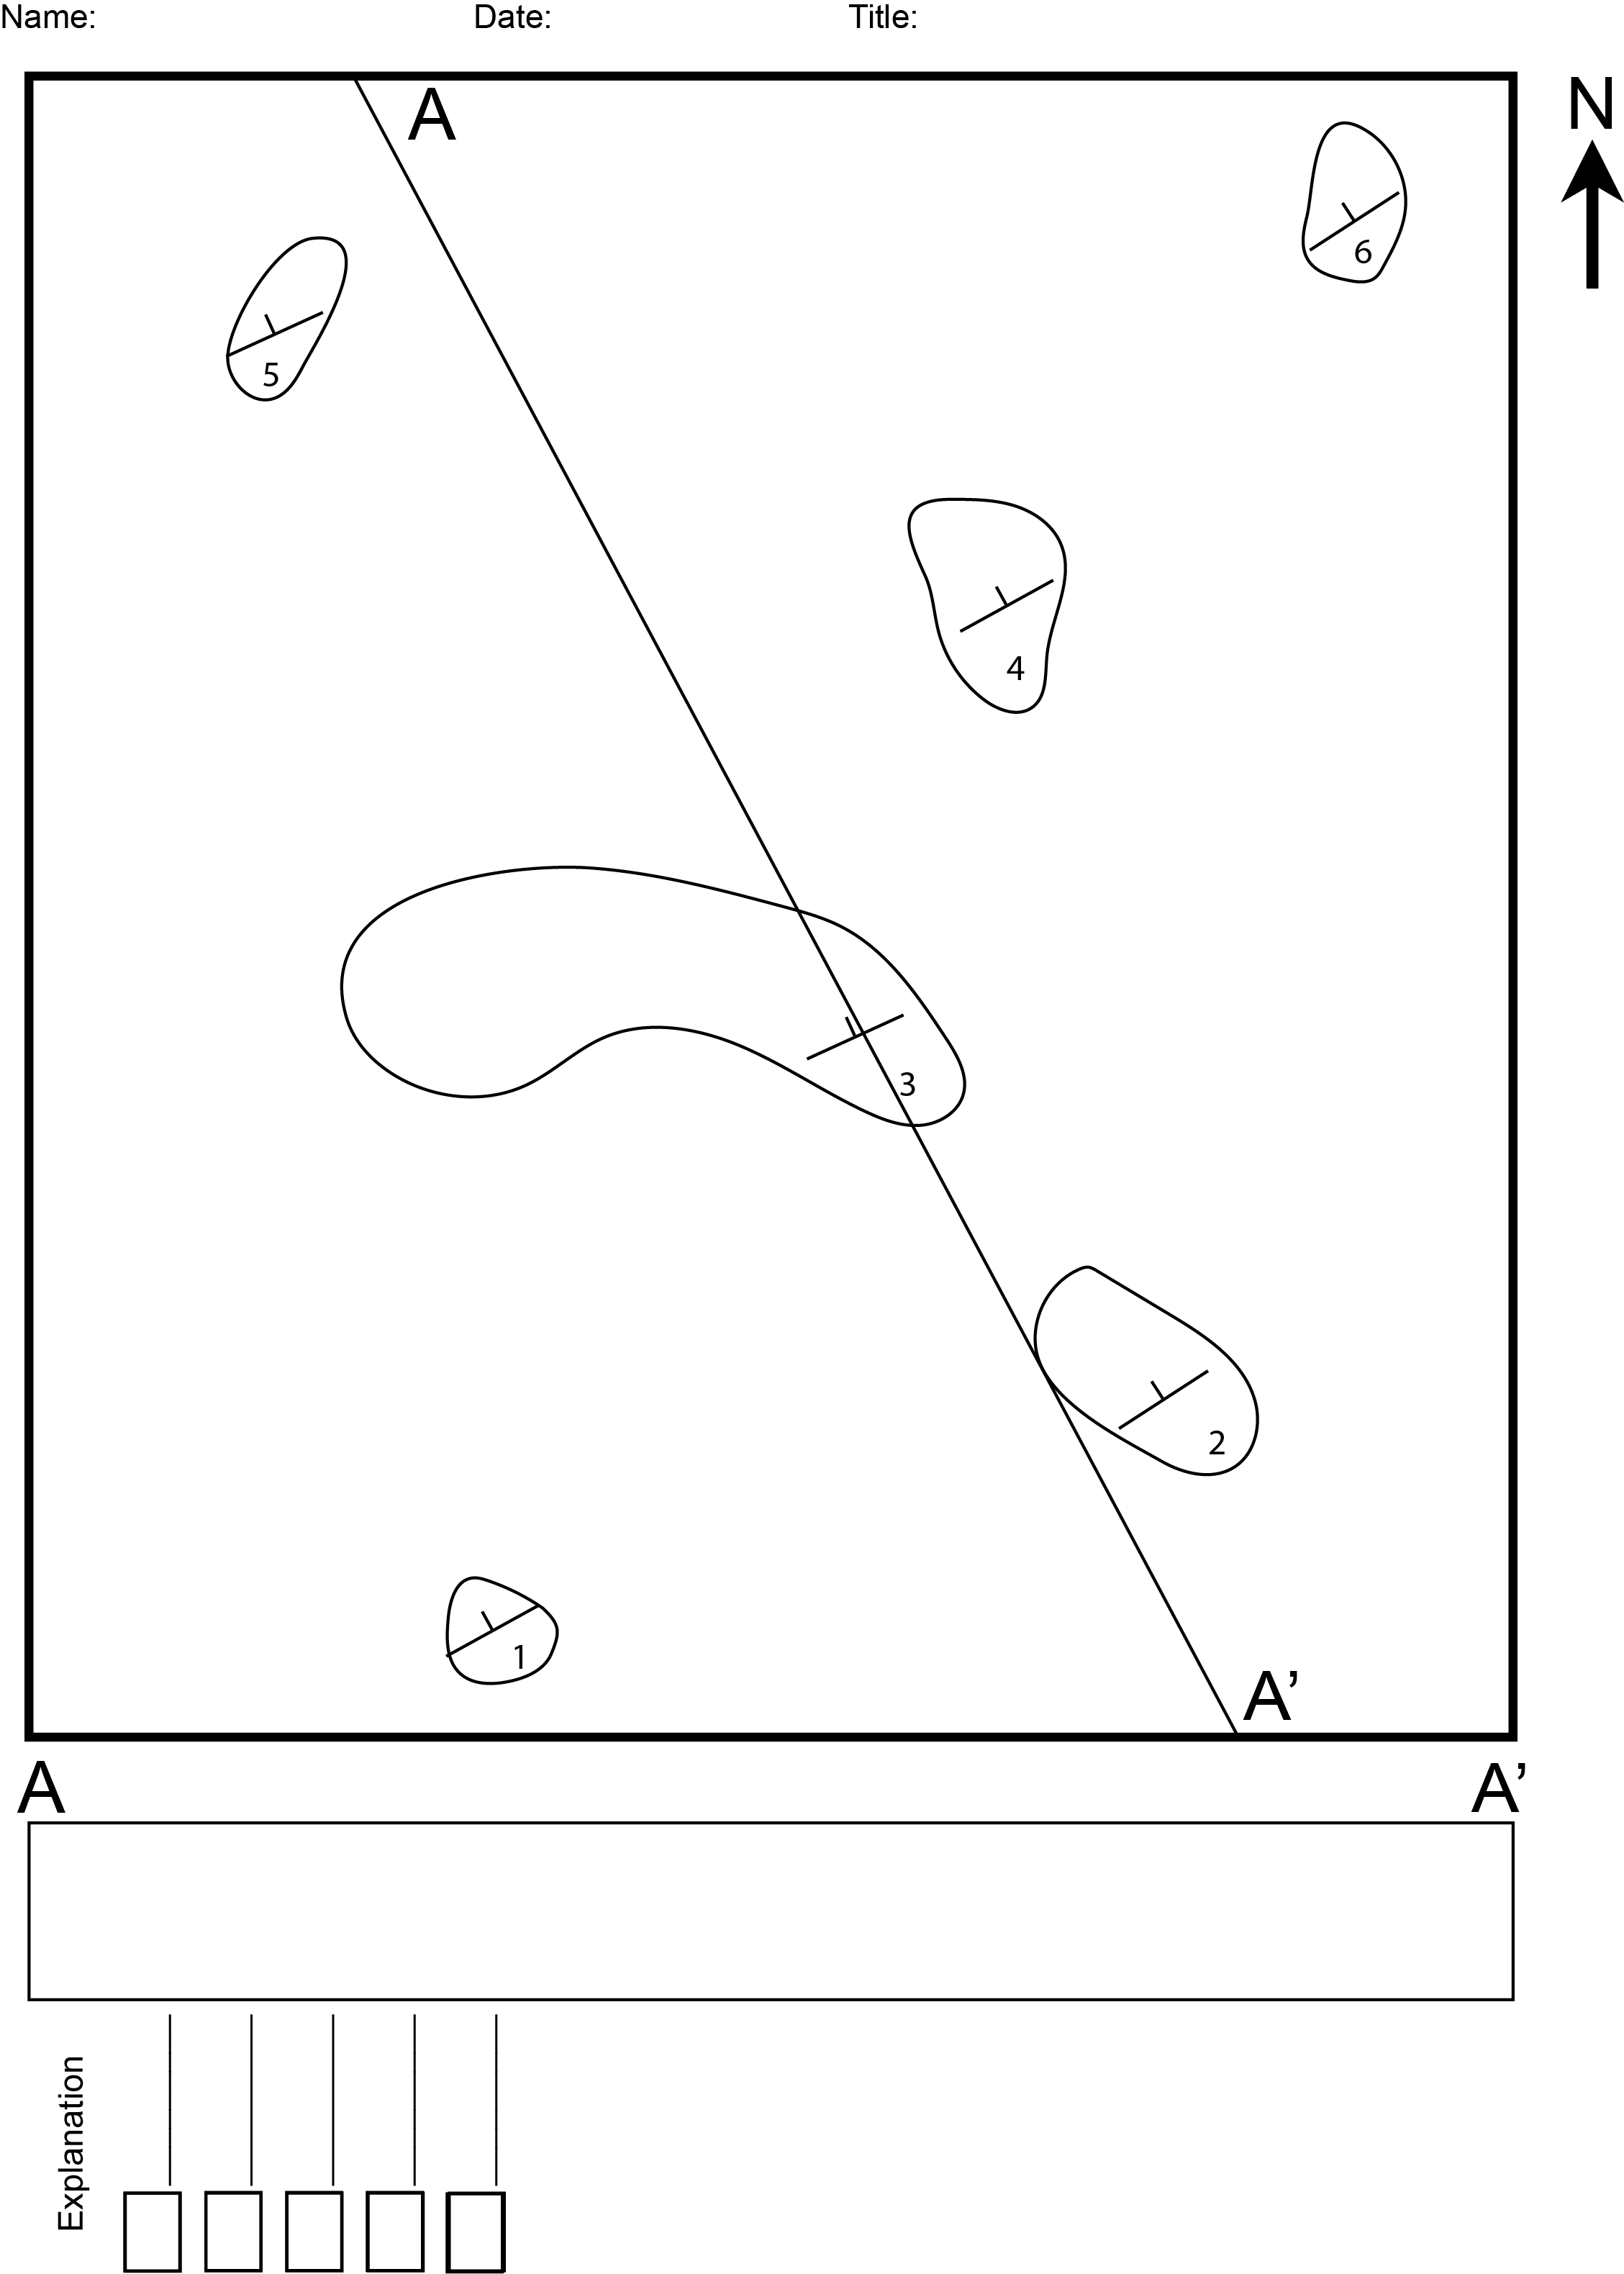 Name: Date: Title:
N
A
6
5
4
3
2
1
A’
A A’
Explanation